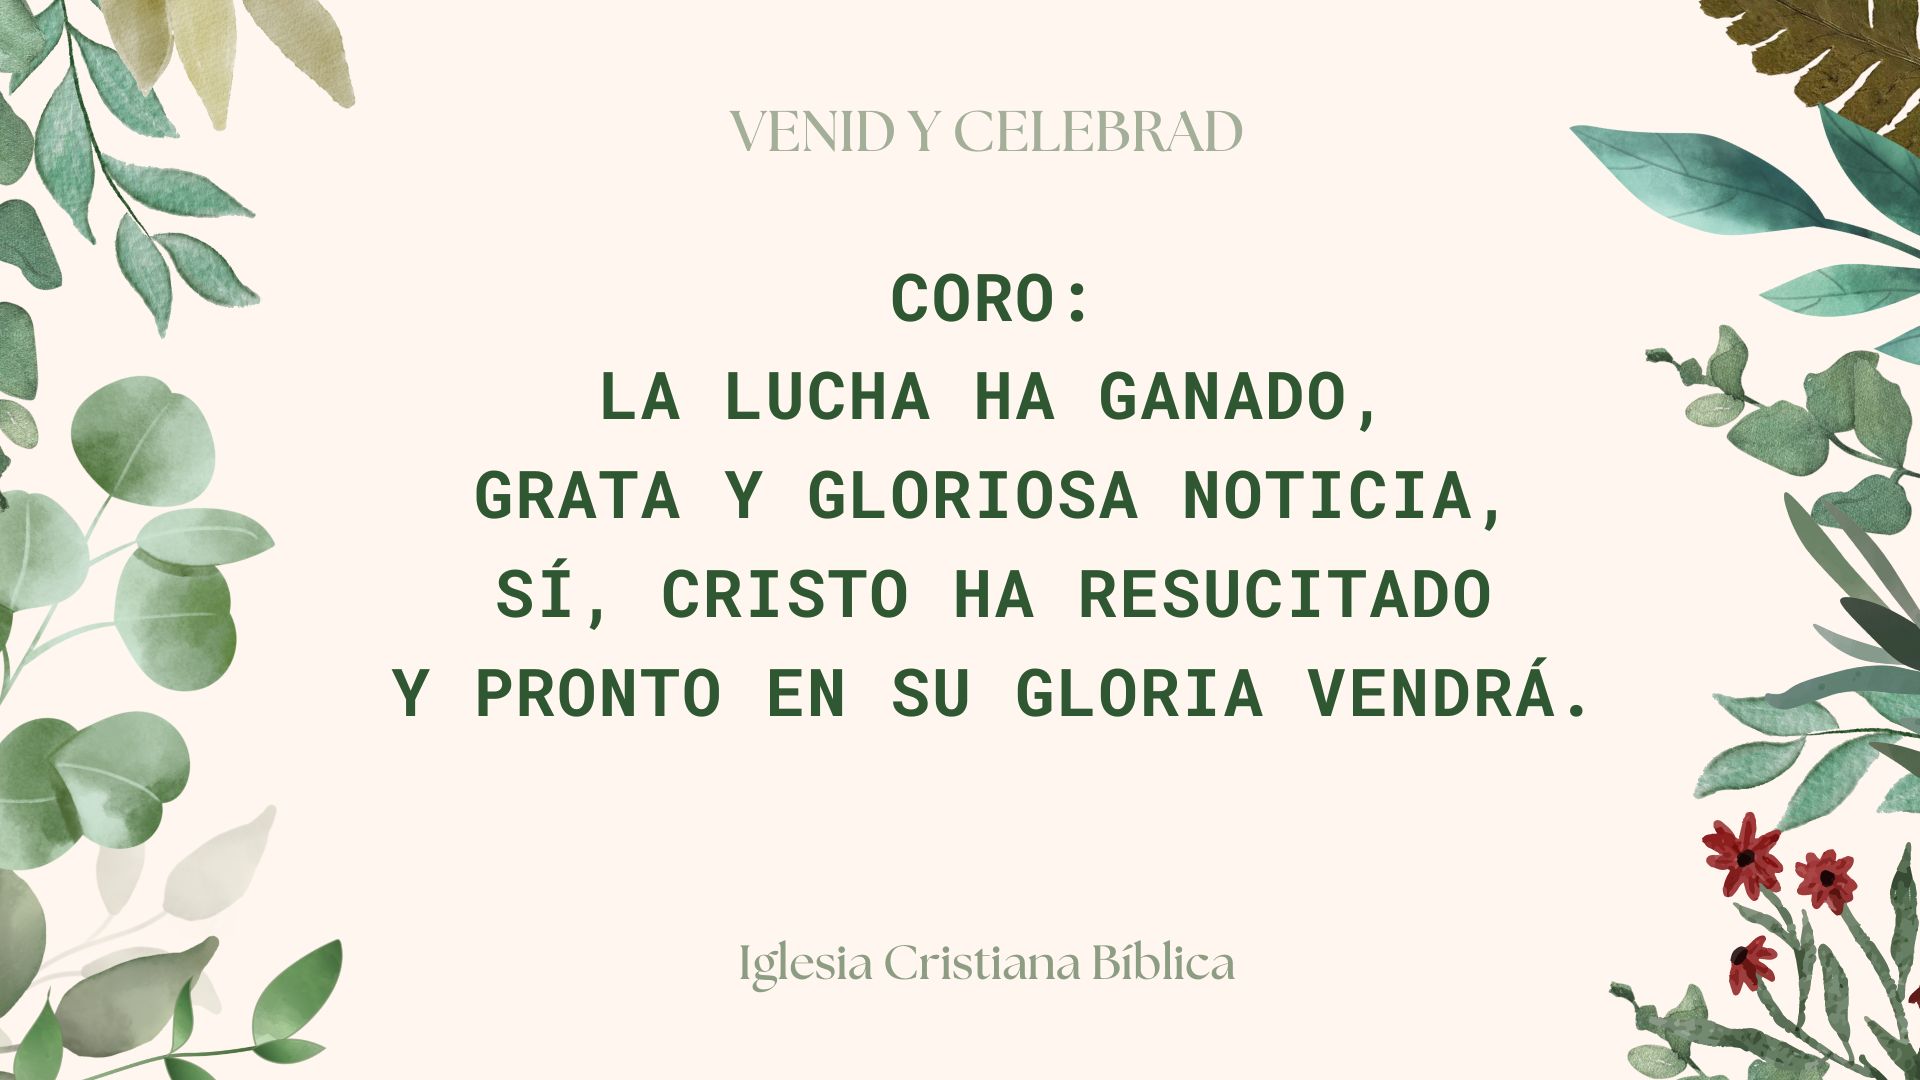 VENID Y CELEBRAD
CORO:
LA LUCHA HA GANADO,
GRATA Y GLORIOSA NOTICIA,
SÍ, CRISTO HA RESUCITADO
Y PRONTO EN SU GLORIA VENDRÁ.
Iglesia Cristiana Bíblica